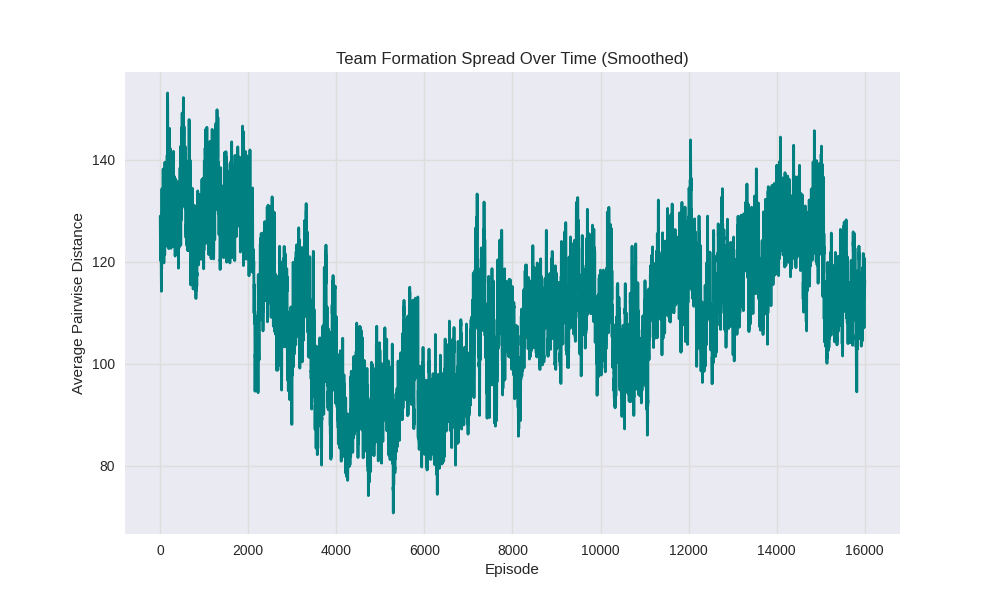 Team Formation Spread Over Time (Smoothed)
Average Pairwise Distance
140
120
100
80
0 2000 4000 6000 8000 10000 12000 14000 16000
Episode